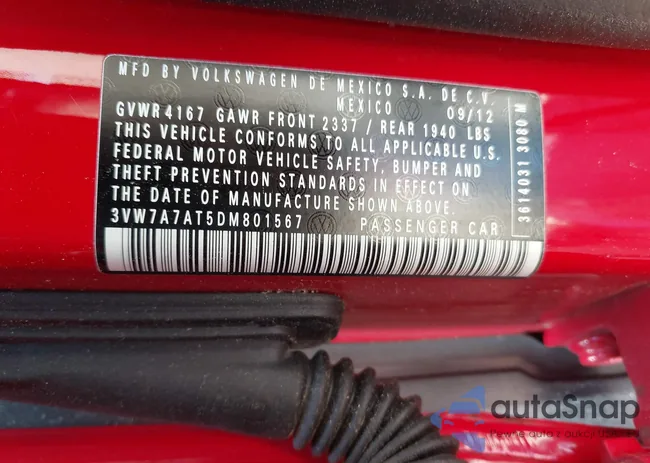 MFD BY VOLKSWAGEN DE MEXICO S.A. DE C.V.
MEXICO 09/12
GVWR 4167 GAWR FRONT 2337 / REAR 1940 LBS
THIS VEHICLE CONFORMS TO ALL APPLICABLE U.S.
FEDERAL MOTOR VEHICLE SAFETY, BUMPER AND
THEFT PREVENTION STANDARDS IN EFFECT ON
THE DATE OF MANUFACTURE SHOWN ABOVE.
3VW7A7AT5DM801567 PASSENGER CAR
3614031 3080 M
autaSnap